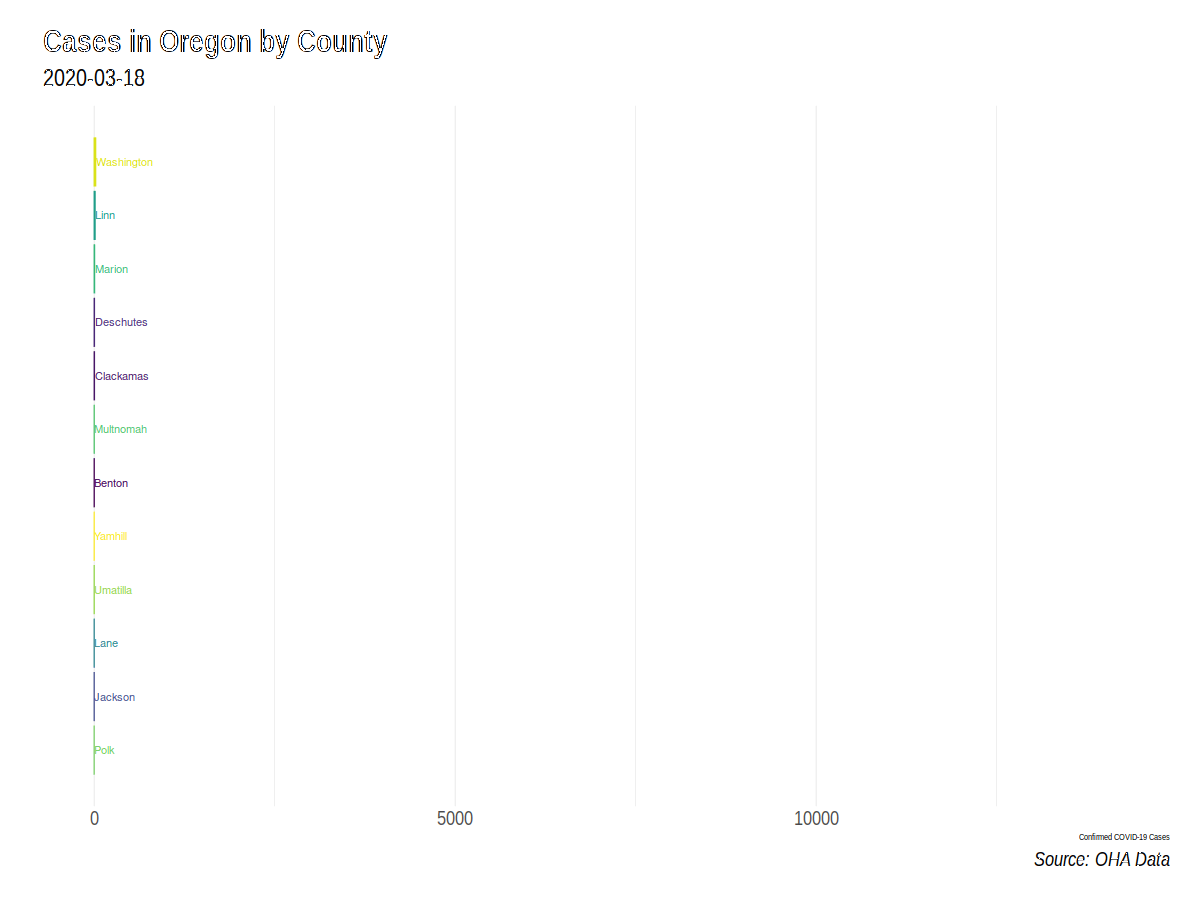 Cases in Oregon by County
2020-03-18
Washington
Linn
Marion
Deschutes
Clackamas
Multnomah
Benton
Yamhill
Umatilla
Lane
Jackson
Polk
0 5000 10000
Confirmed COVID-19 Cases
Source: OHA Data